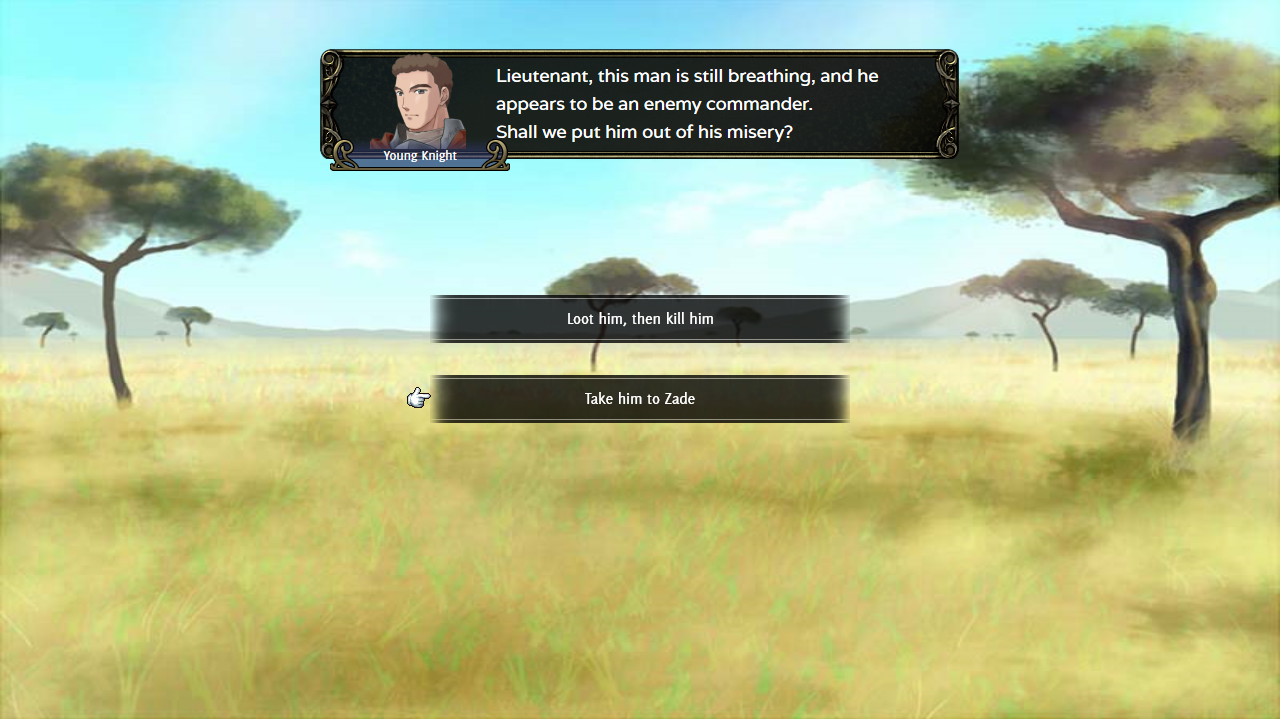 Lieutenant, this man is still breathing, and he
appears to be an enemy commander.
Shall we put him out of his misery?
Young Knight
Loot him, then kill him
Take him to Zade